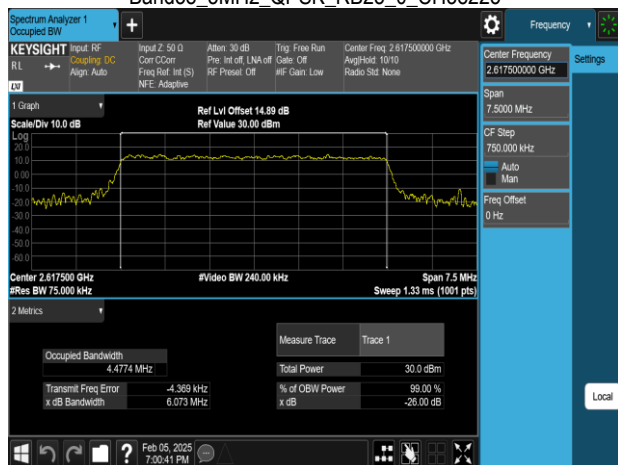 Spectrum Analyzer 1
Occupied BW
+
Frequency
KEYSIGHT
RL
Input: RF
Coupling: DC
Align: Auto
Input Z: 50 Ω
Corr CCorr
Freq Ref: Int (S)
NFE: Adaptive
Atten: 30 dB
Pre: Int off, LNA off
RF Preset: Off
Trig: Free Run
Gate: Off
#IF Gain: Low
Center Freq: 2.617500000 GHz
Avg|Hold: 10/10
Radio Std: None
LXI
1 Graph
Scale/Div 10.0 dB
Ref Lvl Offset 14.89 dB
Ref Value 30.00 dBm
Log
20.0
10.0
0.00
-10.0
-20.0
-30.0
-40.0
-50.0
-60.0
Center 2.617500 GHz
#Res BW 75.000 kHz
#Video BW 240.00 kHz
Span 7.5 MHz
Sweep 1.33 ms (1001 pts)
2 Metrics
Measure Trace
Trace 1
Occupied Bandwidth
4.4774 MHz
Total Power
30.0 dBm
Transmit Freq Error
-4.369 kHz
% of OBW Power
99.00 %
x dB Bandwidth
6.073 MHz
x dB
-26.00 dB
Center Frequency
2.617500000 GHz
Settings
Span
7.5000 MHz
CF Step
750.000 kHz
Auto
Man
Freq Offset
0 Hz
Local
?
Feb 05, 2025
7:00:41 PM